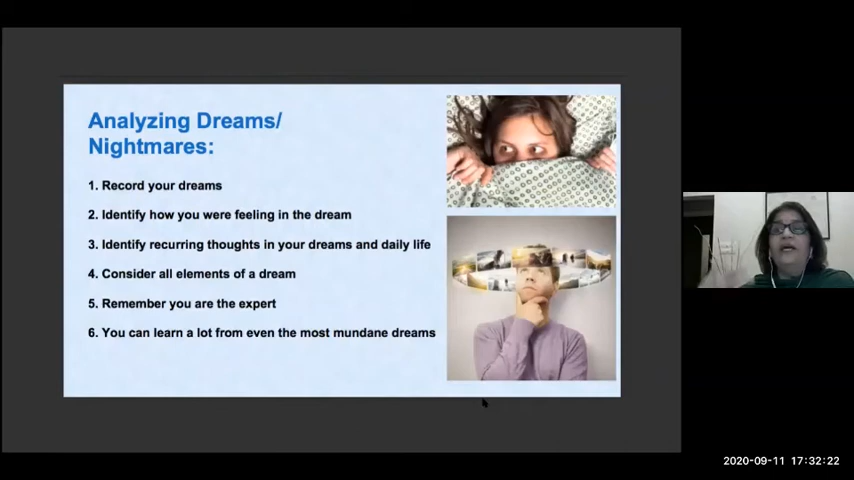 Analyzing Dreams/
Nightmares:
1. Record your dreams
2. Identify how you were feeling in the dream
3. Identify recurring thoughts in your dreams and daily life
4. Consider all elements of a dream
5. Remember you are the expert
6. You can learn a lot from even the most mundane dreams
2020-09-11 17:32:22